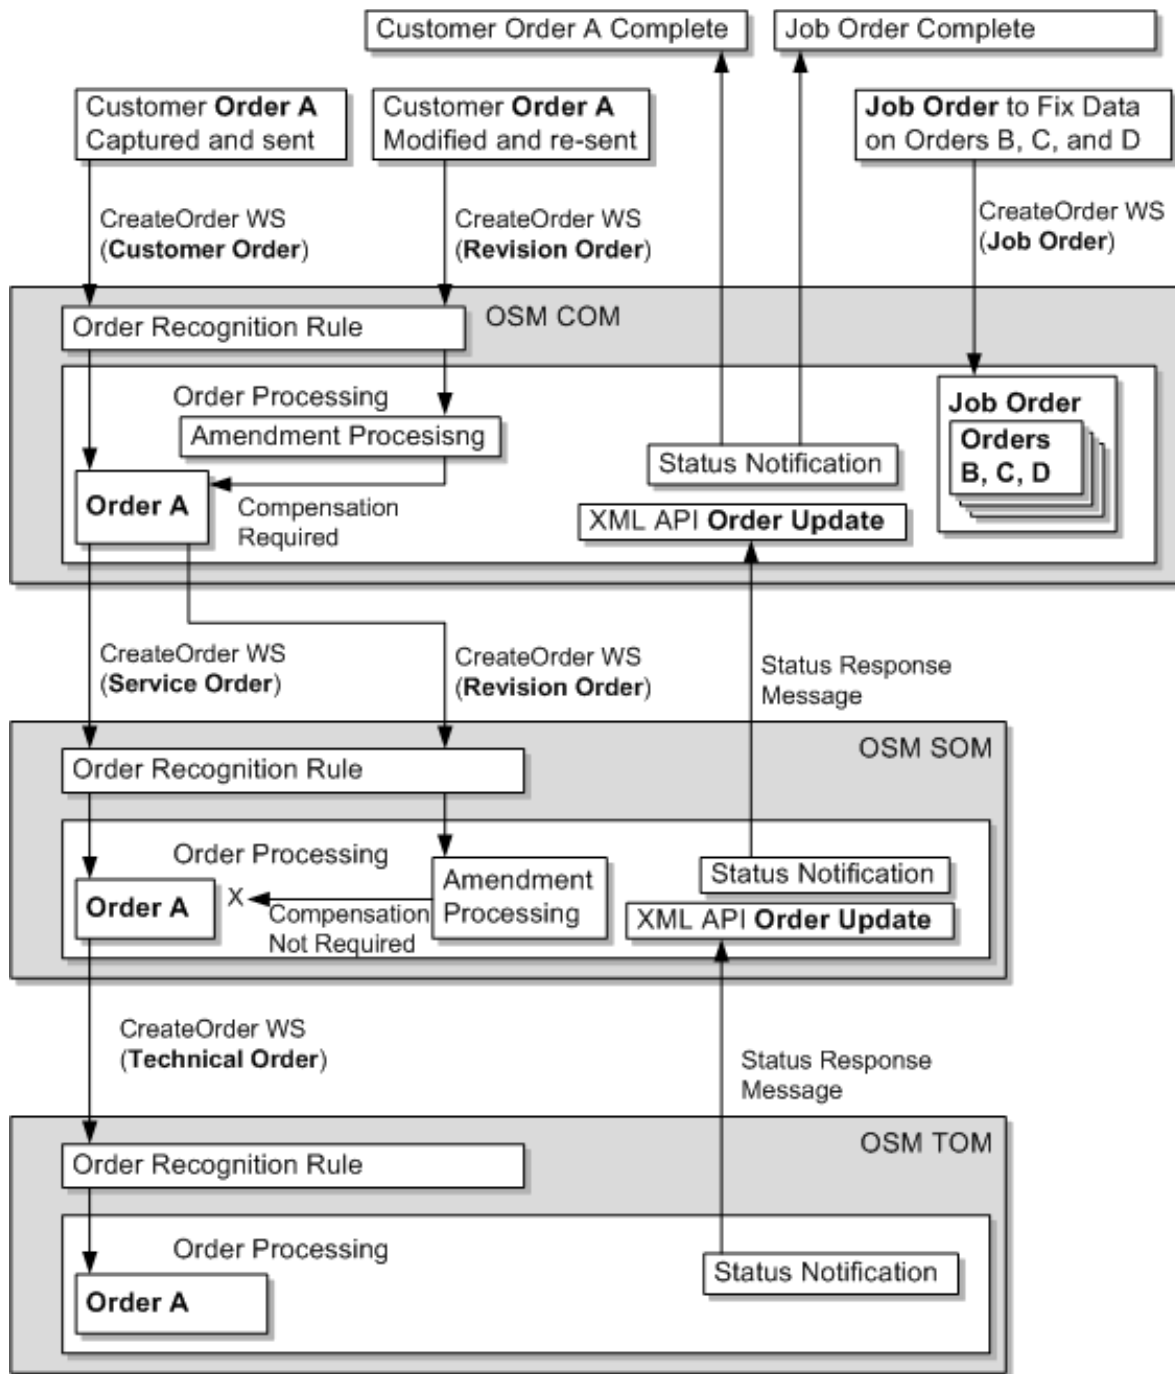 Customer Order A Complete
Job Order Complete
Customer Order A
Captured and sent
Customer Order A
Modified and re-sent
Job Order to Fix Data
on Orders B, C, and D
CreateOrder WS
(Customer Order)
CreateOrder WS
(Revision Order)
CreateOrder WS
(Job Order)
OSM COM
Order Recognition Rule
Order Processing
Amendment Procesisng
Order A
Compensation
Required
Status Notification
XML API Order Update
Job Order
Orders
B, C, D
CreateOrder WS
(Service Order)
CreateOrder WS
(Revision Order)
Status Response
Message
OSM SOM
Order Recognition Rule
Order Processing
Order A
X
Compensation
Not Required
Amendment
Processing
Status Notification
XML API Order Update
CreateOrder WS
(Technical Order)
Status Response
Message
OSM TOM
Order Recognition Rule
Order Processing
Order A
Status Notification